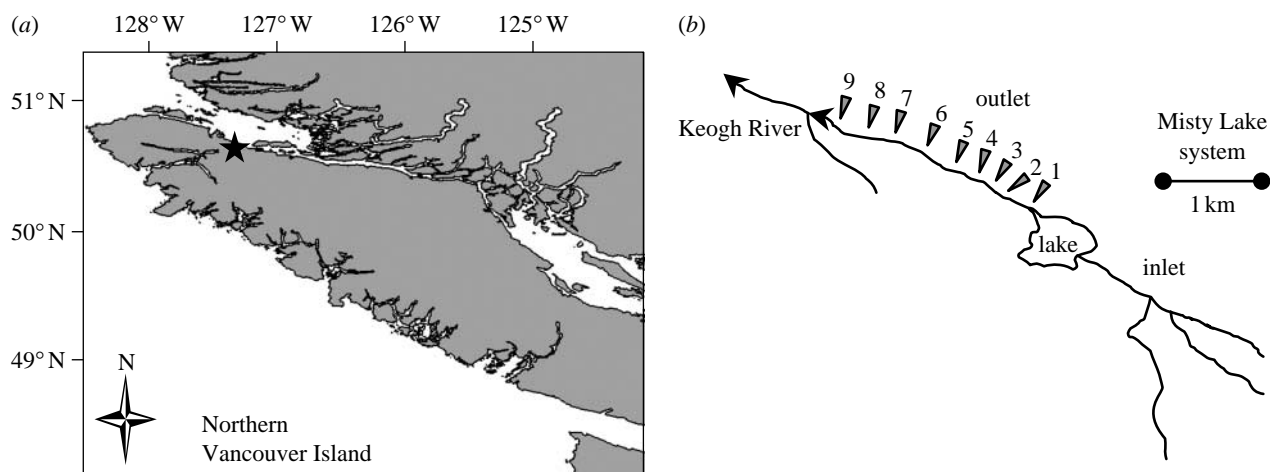 (a)
128° W 127° W 126° W 125° W
51° N
50° N
49° N
N
Northern
Vancouver Island
(b)
9 8 7 6 5 4 3 2 1
outlet
Keogh River
Misty Lake
system
1 km
lake
inlet